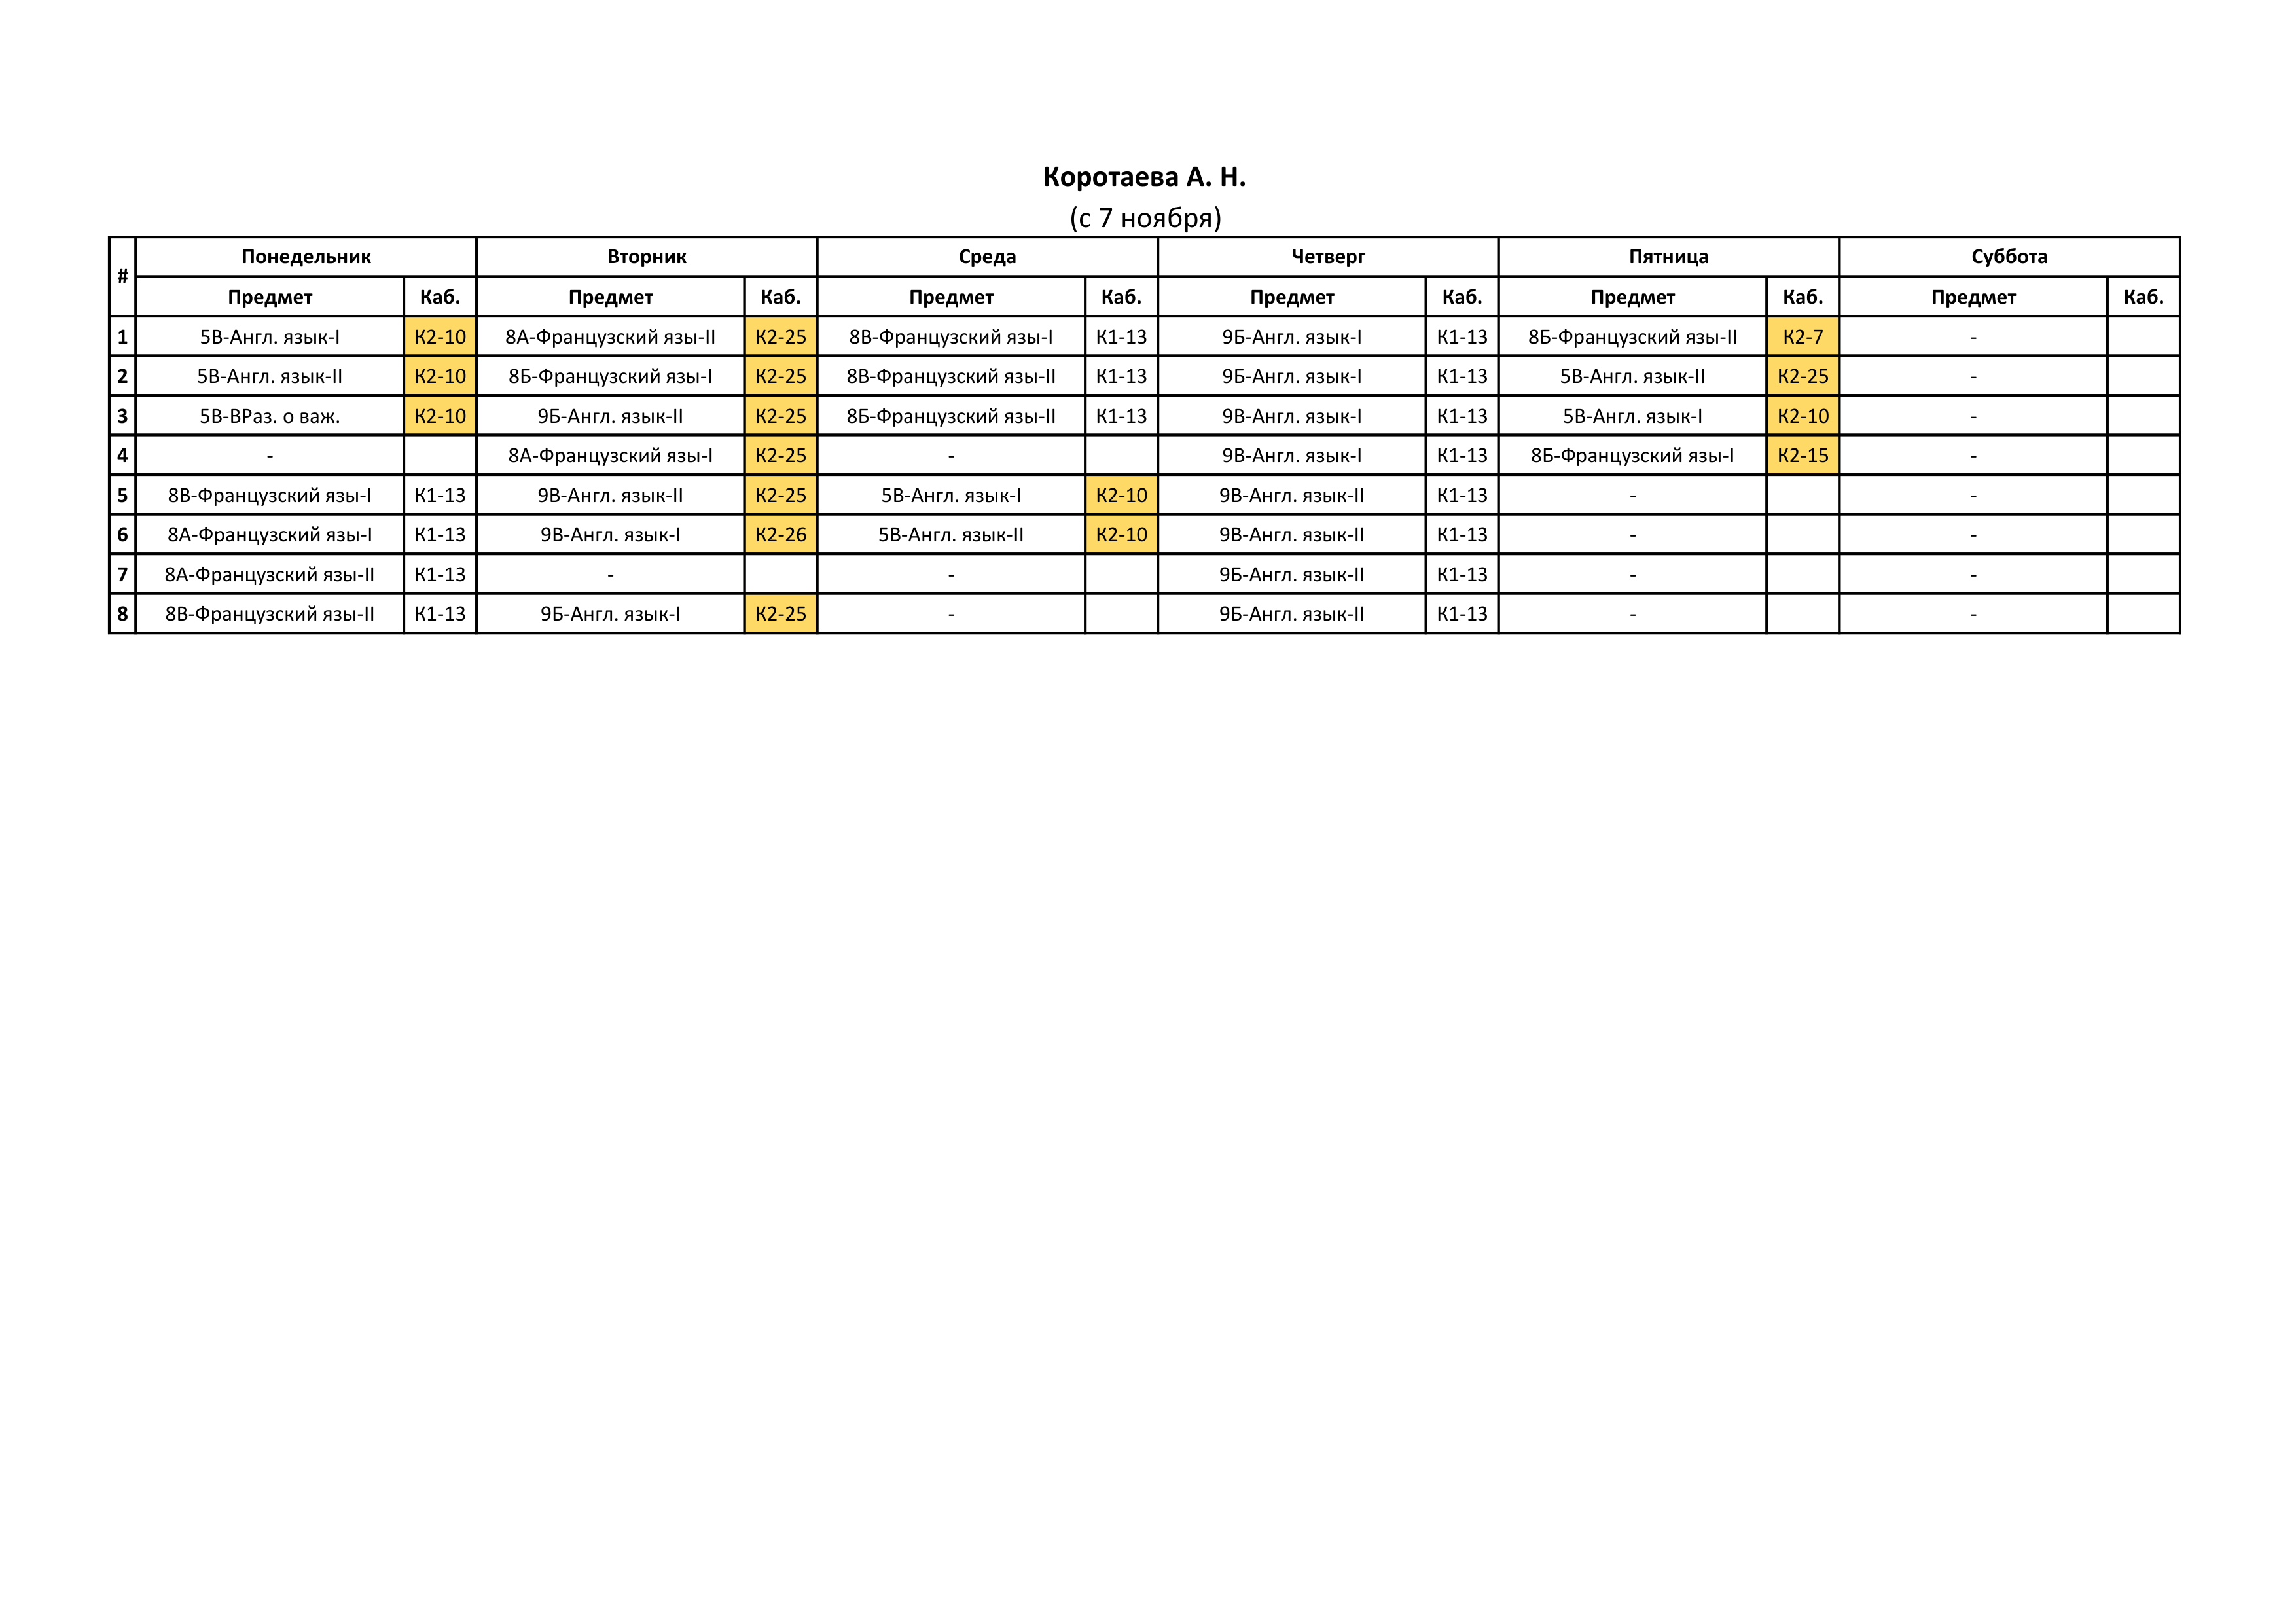 Коротаева А. Н.
(с 7 ноября)
# Понедельник Вторник Среда Четверг Пятница Суббота
Предмет Каб. Предмет Каб. Предмет Каб. Предмет Каб. Предмет Каб. Предмет Каб.
1 5В-Англ. язык-I К2-10 8А-Французский язы-II К2-25 8В-Французский язы-I К1-13 9Б-Англ. язык-I К1-13 8Б-Французский язы-II К2-7 -
2 5В-Англ. язык-II К2-10 8Б-Французский язы-I К2-25 8В-Французский язы-II К1-13 9Б-Англ. язык-I К1-13 5В-Англ. язык-II К2-25 -
3 5В-ВРаз. о важ. К2-10 9Б-Англ. язык-II К2-25 8Б-Французский язы-II К1-13 9В-Англ. язык-I К1-13 5В-Англ. язык-I К2-10 -
4 - 8А-Французский язы-I К2-25 - 9В-Англ. язык-I К1-13 8Б-Французский язы-I К2-15 -
5 8В-Французский язы-I К1-13 9В-Англ. язык-II К2-25 5В-Англ. язык-I К2-10 9В-Англ. язык-II К1-13 - -
6 8А-Французский язы-I К1-13 9В-Англ. язык-I К2-26 5В-Англ. язык-II К2-10 9В-Англ. язык-II К1-13 - -
7 8А-Французский язы-II К1-13 - - 9Б-Англ. язык-II К1-13 - -
8 8В-Французский язы-II К1-13 9Б-Англ. язык-I К2-25 - 9Б-Англ. язык-II К1-13 - -